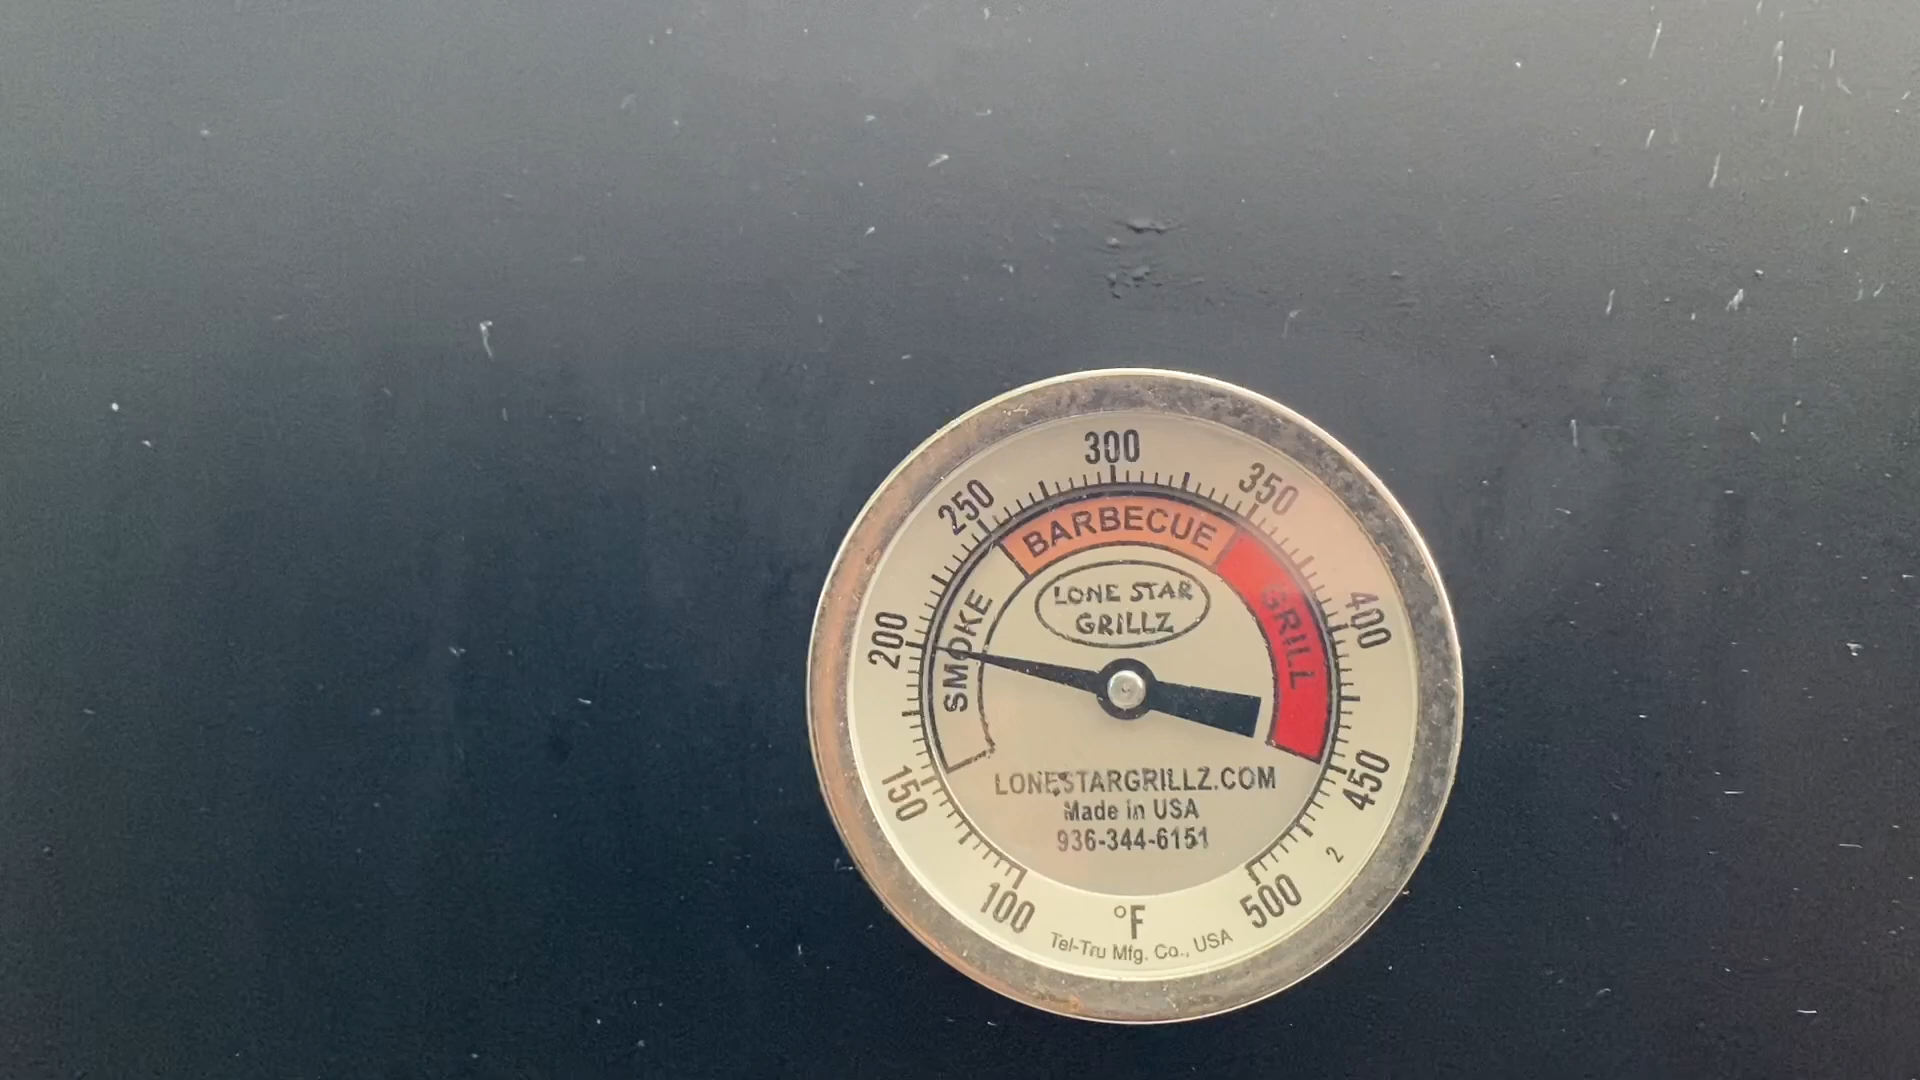 300
250
350
200
400
150
450
100
500
BARBECUE
SMOKE
GRILL
LONE STAR
GRILLZ
LONESTARGRILLZ.COM
Made in USA
936-344-6151
2
°F
Tel-Tru Mfg. Co., USA